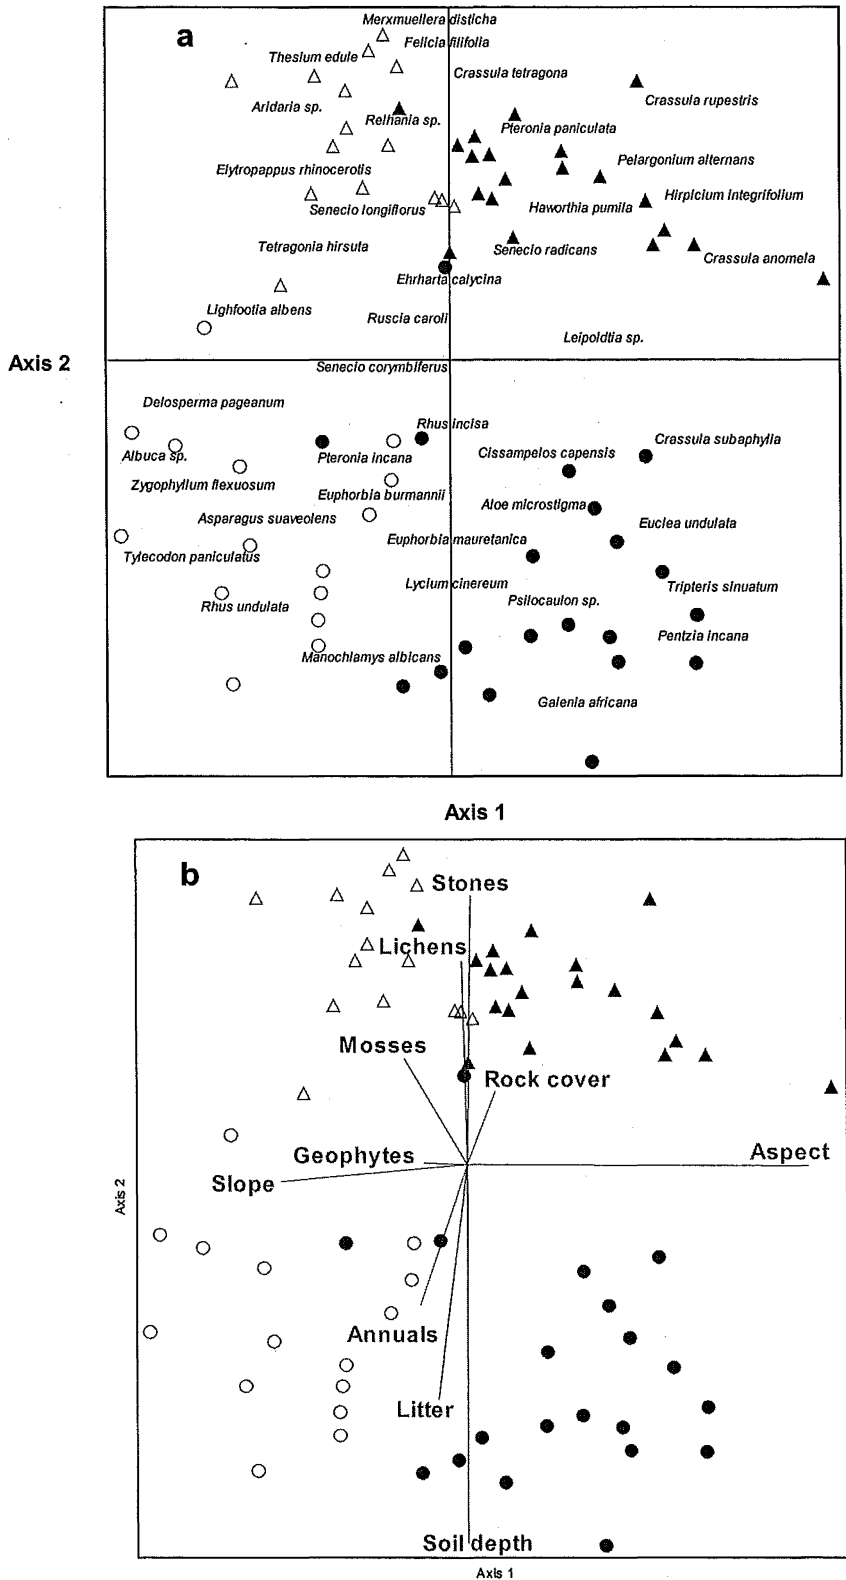 a
Merxmuellera disticha
Felicia filifolia
Thesium edule
Crassula tetragona
Crassula rupestris
Aridaria sp.
Relhania sp.
Pteronia paniculata
Pelargonium alternans
Elytropappus rhinocerotis
Hirpicium integrifolium
Senecio longiflorus
Haworthia pumila
Tetragonia hirsuta
Senecio radicans
Crassula anomela
Ehrharta calycina
Lighfootia albens
Ruscia caroli
Leipoldtia sp.
Axis 2
Senecio corymbiferus
Delosperma pageanum
Rhus incisa
Crassula subaphylla
Albuca sp.
Pteronia incana
Cissampelos capensis
Zygophyllum flexuosum
Euphorbia burmannii
Aloe microstigma
Asparagus suaveolens
Euclea undulata
Euphorbia mauretanica
Tylecodon paniculatus
Lycium cinereum
Tripteris sinuatum
Psilocaulon sp.
Rhus undulata
Pentzia incana
Manochlamys albicans
Galenia africana
Axis 1
b
Stones
Lichens
Mosses
Rock cover
Geophytes
Aspect
Slope
Axis 2
Annuals
Litter
Soil depth
Axis 1